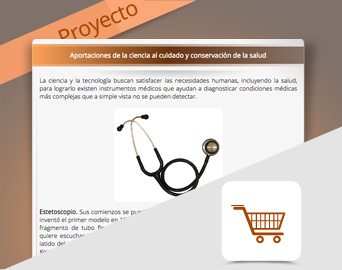 Proyecto
Aportaciones de la ciencia al cuidado y conservación de la salud
La ciencia y la tecnología buscan satisfacer las necesidades humanas, incluyendo la salud,
para lograrlo existen instrumentos médicos que ayudan a diagnosticar condiciones médicas
más complejas que a simple vista no se pueden detectar.
Estetoscopio. Sus comienzos se
inventó el primer modelo en
fragmento de tubo
quiere escuchar
latido del